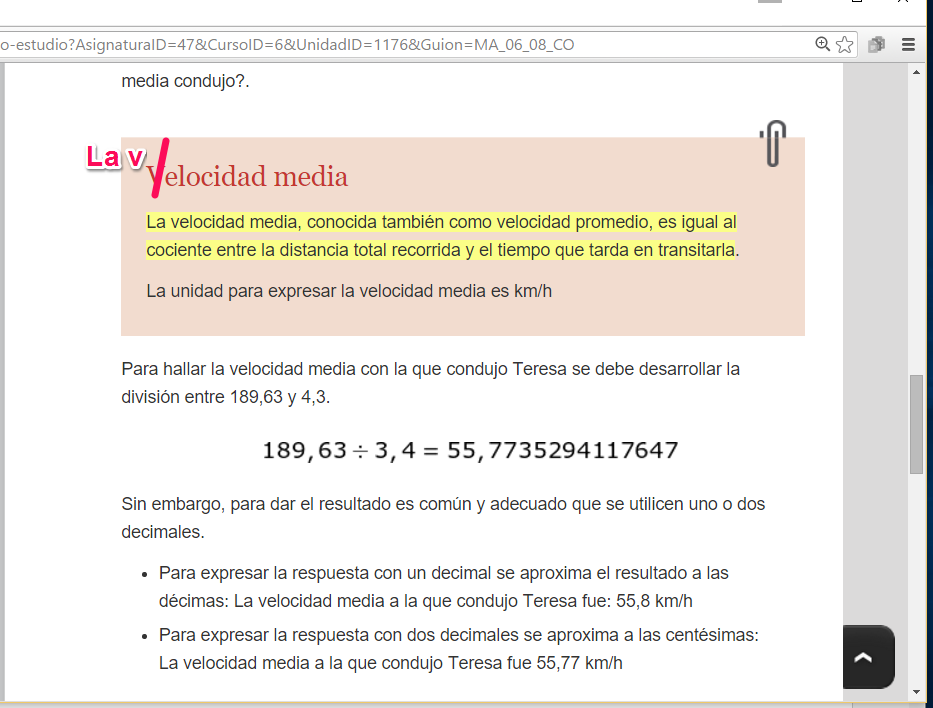 o-estudio?AsignaturaID=47&CursoID=6&UnidadID=1176&Guion=MA_06_08_CO
media condujo?.
La v
Velocidad media
La velocidad media, conocida también como velocidad promedio, es igual al
cociente entre la distancia total recorrida y el tiempo que tarda en transitarla.
La unidad para expresar la velocidad media es km/h
Para hallar la velocidad media con la que condujo Teresa se debe desarrollar la
división entre 189,63 y 4,3.
189,63 ÷ 3,4 = 55,7735294117647
Sin embargo, para dar el resultado es común y adecuado que se utilicen uno o dos
decimales.
• Para expresar la respuesta con un decimal se aproxima el resultado a las
décimas: La velocidad media a la que condujo Teresa fue: 55,8 km/h
• Para expresar la respuesta con dos decimales se aproxima a las centésimas:
La velocidad media a la que condujo Teresa fue 55,77 km/h